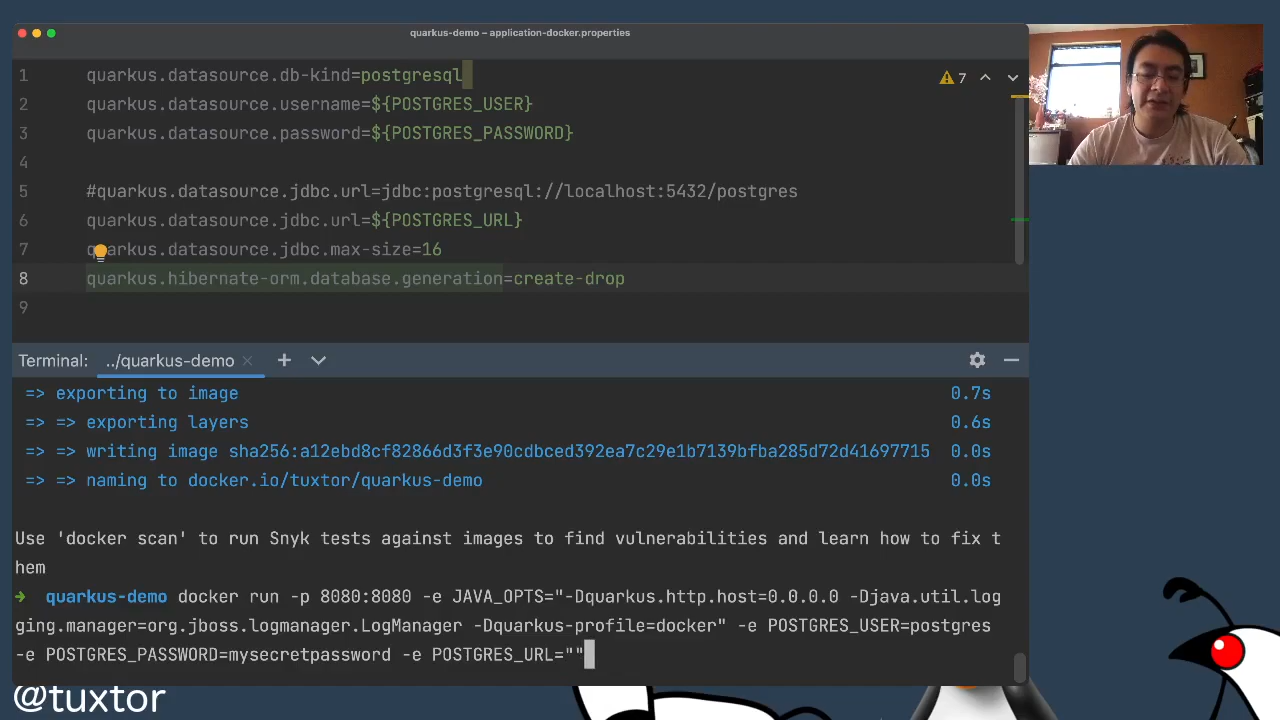 quarkus-demo – application-docker.properties
1 quarkus.datasource.db-kind=postgresql
7
2 quarkus.datasource.username=${POSTGRES_USER}
3 quarkus.datasource.password=${POSTGRES_PASSWORD}
4
5 #quarkus.datasource.jdbc.url=jdbc:postgresql://localhost:5432/postgres
6 quarkus.datasource.jdbc.url=${POSTGRES_URL}
7 quarkus.datasource.jdbc.max-size=16
8 quarkus.hibernate-orm.database.generation=create-drop
9
Terminal: ../quarkus-demo × +
=> exporting to image 0.7s
=> => exporting layers 0.6s
=> => writing image sha256:a12ebd8cf82866d3f3e90cdbced392ea7c29e1b7139bfba285d72d41697715 0.0s
=> => naming to docker.io/tuxtor/quarkus-demo 0.0s
Use 'docker scan' to run Snyk tests against images to find vulnerabilities and learn how to fix t
hem
➜ quarkus-demo docker run -p 8080:8080 -e JAVA_OPTS="-Dquarkus.http.host=0.0.0.0 -Djava.util.log
ging.manager=org.jboss.logmanager.LogManager -Dquarkus-profile=docker" -e POSTGRES_USER=postgres
-e POSTGRES_PASSWORD=mysecretpassword -e POSTGRES_URL=""
@tuxtor